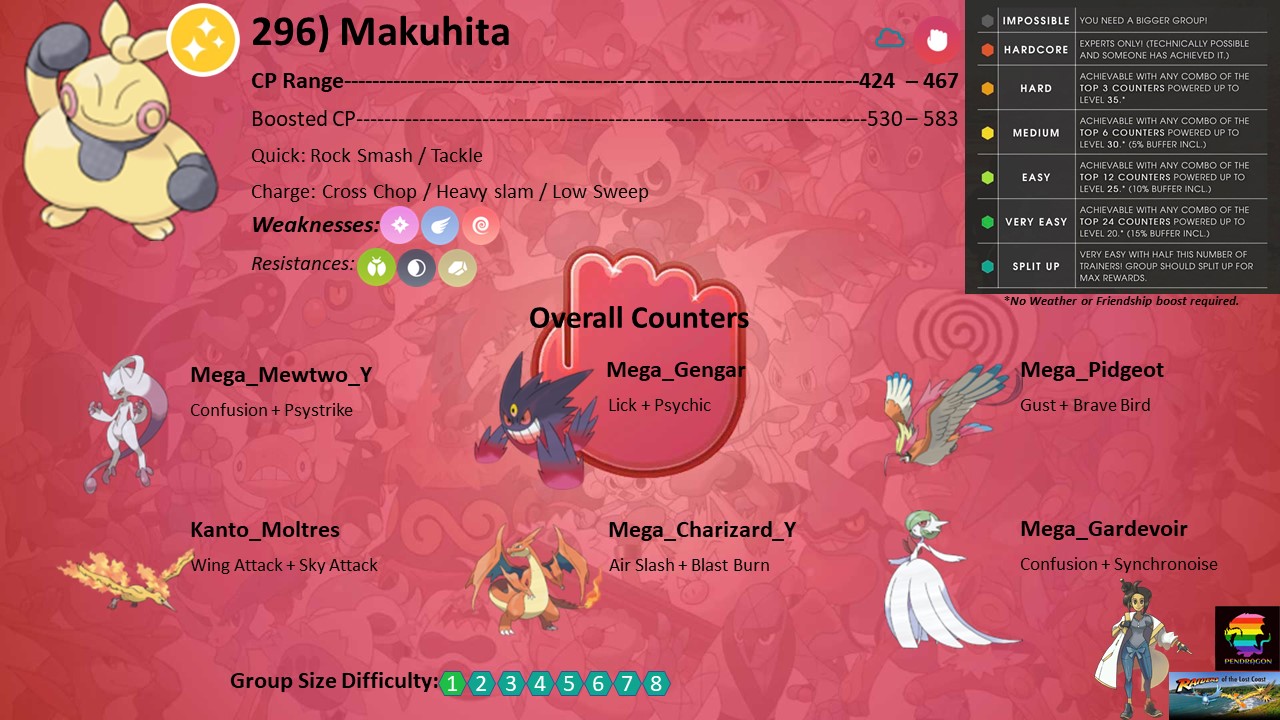 296) Makuhita
CP Range-----------------------------------------------------------------------------424 – 467
Boosted CP---------------------------------------------------------------------------530 – 583
Quick: Rock Smash / Tackle
Charge: Cross Chop / Heavy slam / Low Sweep
Weaknesses:
Resistances:
IMPOSSIBLE YOU NEED A BIGGER GROUP!
HARDCORE EXPERTS ONLY! (TECHNICALLY POSSIBLE
AND SOMEONE HAS ACHIEVED IT.)
HARD ACHIEVABLE WITH ANY COMBO OF THE
TOP 3 COUNTERS POWERED UP TO
LEVEL 35.*
MEDIUM ACHIEVABLE WITH ANY COMBO OF THE
TOP 6 COUNTERS POWERED UP TO
LEVEL 30.* (5% BUFFER INCL.)
EASY ACHIEVABLE WITH ANY COMBO OF THE
TOP 12 COUNTERS POWERED UP TO
LEVEL 25.* (10% BUFFER INCL.)
VERY EASY ACHIEVABLE WITH ANY COMBO OF THE
TOP 24 COUNTERS POWERED UP TO
LEVEL 20.* (15% BUFFER INCL.)
SPLIT UP VERY EASY WITH HALF THIS NUMBER OF
TRAINERS! GROUP SHOULD SPLIT UP FOR
MAX REWARDS.
*No Weather or Friendship boost required.
Overall Counters
Mega_Mewtwo_Y
Confusion + Psystrike
Mega_Gengar
Lick + Psychic
Mega_Pidgeot
Gust + Brave Bird
Kanto_Moltres
Wing Attack + Sky Attack
Mega_Charizard_Y
Air Slash + Blast Burn
Mega_Gardevoir
Confusion + Synchronoise
Group Size Difficulty: 1 2 3 4 5 6 7 8
PENDRAGON
RAIDERS of the Lost Coast